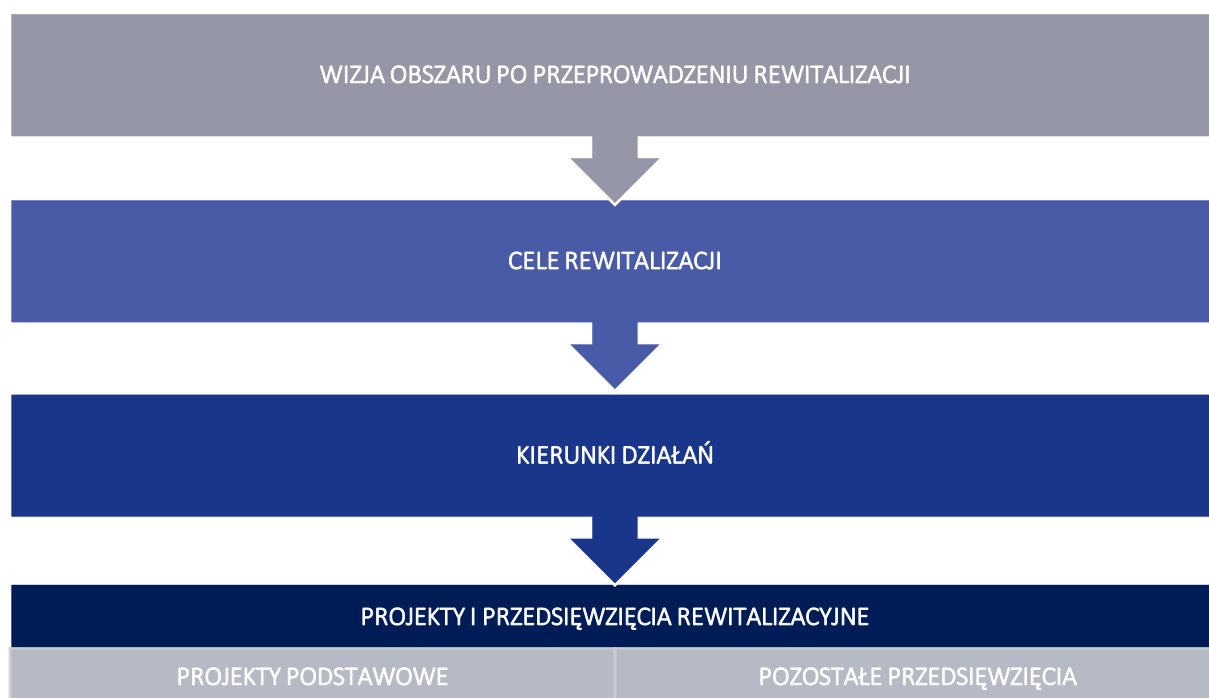 WIZJA OBSZARU PO PRZEPROWADZENIU REWITALIZACJI
CELE REWITALIZACJI
KIERUNKI DZIAŁAŃ
PROJEKTY I PRZEDSIĘWZIĘCIA REWITALIZACYJNE
PROJEKTY PODSTAWOWE
POZOSTAŁE PRZEDSIĘWZIĘCIA